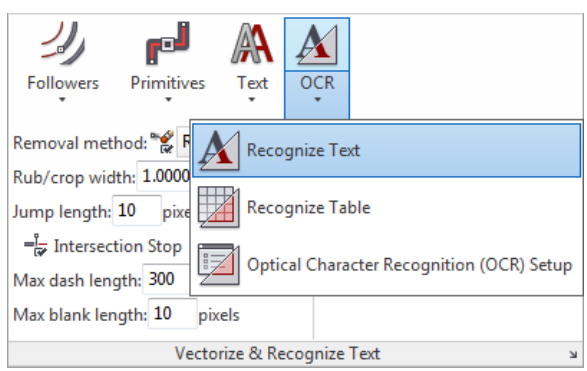 Followers Primitives Text OCR
Removal method: R
Recognize Text
Rub/crop width: 1.0000
Jump length: 10
Recognize Table
Intersection Stop
Optical Character Recognition (OCR) Setup
Max dash length: 300
Max blank length: 10 pixels
Vectorize & Recognize Text